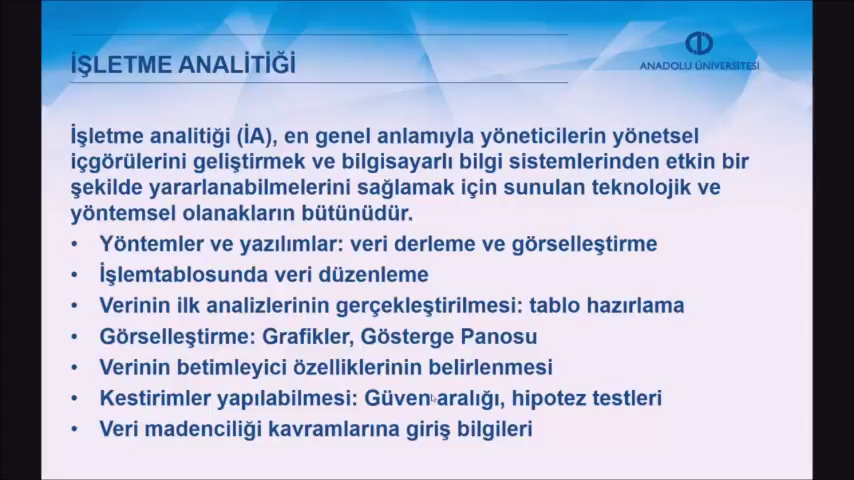 İŞLETME ANALİTİĞİ
ANADOLU ÜNİVERSİTESİ
İşletme analitiği (İA), en genel anlamıyla yöneticilerin yönetsel
içgörülerini geliştirmek ve bilgisayarlı bilgi sistemlerinden etkin bir
şekilde yararlanabilmelerini sağlamak için sunulan teknolojik ve
yöntemsel olanakların bütünüdür.
• Yöntemler ve yazılımlar: veri derleme ve görselleştirme
• İşlemtablosunda veri düzenleme
• Verinin ilk analizlerinin gerçekleştirilmesi: tablo hazırlama
• Görselleştirme: Grafikler, Gösterge Panosu
• Verinin betimleyici özelliklerinin belirlenmesi
• Kestirimler yapılabilmesi: Güven aralığı, hipotez testleri
• Veri madenciliği kavramlarına giriş bilgileri